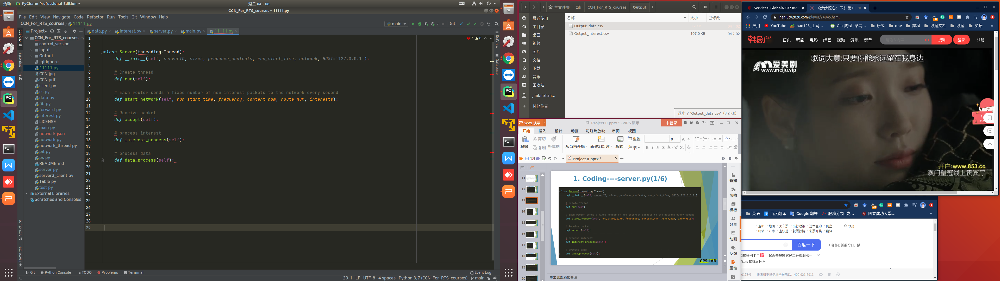 活动 PyCharm Professional Edition 週二 04：08
CCN_For_RTS_courses – 11111.py
File Edit View Navigate Code Refactor Run Tools Git Window Help
CCN_For_RTS_courses 11111.py
main Git:
Project
data.py interest.py server.py main.py 11111.py
CCN_For_RTS_courses ~/
control_version
Input
Output
.gitignore
11111.py
CCN.jpg
CCN.pdf
client.py
cs.py
data.py
fib.py
forward.py
interest.py
LICENSE
main.py
network.json
network.py
network_thread.py
pit.py
ps.py
README.md
server.py
server3_client.py
Table.py
test.py
External Libraries
Scratches and Consoles
Project
Pull Requests
Structure
Favorites
7 8
1
2
3 class Server(threading.Thread):
4 def __init__(self, serverID, sizes, producer_contents, run_start_time, network, HOST='127.0.0.1'):
5
6 # Create thread
7 def run(self):
8
9 # Each router sends a fixed number of new interest packets to the network every second
10 def start_network(self, run_start_time, frequency, content_num, route_num, interests):
11
12 # Receive packet
13 def accept(self):
14
15 # process interest
16 def interest_process(self):
17
18 # process data
19 def data_process(self):_
20
21
22
23
24
25
26
27
28
29
SciView
Database
Git Python Console TODO Problems Terminal Event Log
29:1 LF UTF-8 4 spaces Python 3.7 (CCN_For_RTS_courses) main
主文件夹 zjb CCN_For_RTS_courses Output
最近使用
主目录
桌面
视频
图片
文档
下载
音乐
回收站
jimbinzhan...
其他位置
名称 大小 已修改
Output_data.csv
Output_interest.csv 107.0 KB 04：02
选中了"Output_data.csv" (8.2 KB)
WPS 演示 Project II.pptx * - WPS 演示 未登录
开始 插入 设计 动画 幻灯片放映 审阅 视图
粘贴 剪切 复制 格式刷 从当前开始 新建幻灯片 版式 重置 节 0
B I U S A X² X₂
Project II.pptx *
11
12
13
14
15
16
17
18
19
20
1. Coding----server.py(1/6)
class Server(threading.Thread):
def __init__(self, serverID, sizes, producer_contents, run_start_time, network, HOST='127.0.0.1'):
# Create thread
def run(self):
# Each router sends a fixed number of new interest packets to the network every second
def start_network(self, run_start_time, frequency, content_num, route_num, interests):
# Receive packet
def accept(self):
# process interest
def interest_process(self):
# process data
def data_process(self):_
CPS LAB
单击此处添加备注
新建
切换
模板
分享
动画
反馈
属性
Services: GlobalNOC: Indi 《步步惊心：丽》第18
hanjutv2020.com/player/24945.html
应用 YouTube hao123_上网... C++ 教程 | 菜鸟... 研究 one 課程 收藏夹栏 收藏 英语
韩剧tv 首页 韩剧 电影 综艺 视频 资讯 榜单 搜剧 登录 注册
爱美剧
www.meiju.vip
歌词大意:只要你能永远留在我身边
开户:www.853.cc
澳门皇冠线上贵宾厅
英语 百度翻译 Google 翻譯 服務分類 | 成... 國立成功大學...
查IP 地图 火车票 出行政策 违章查询 网盘 登录
邮箱 汇率 查快递 股票行情 彩票开奖 翻译
3 百度一下 老郭有新番 今日开播
物获刑半年 新 起诉书披露农民工开胸验肺...
红火蚁咬后休克
0173号 违法和不良信息举报电话：400-921-6911